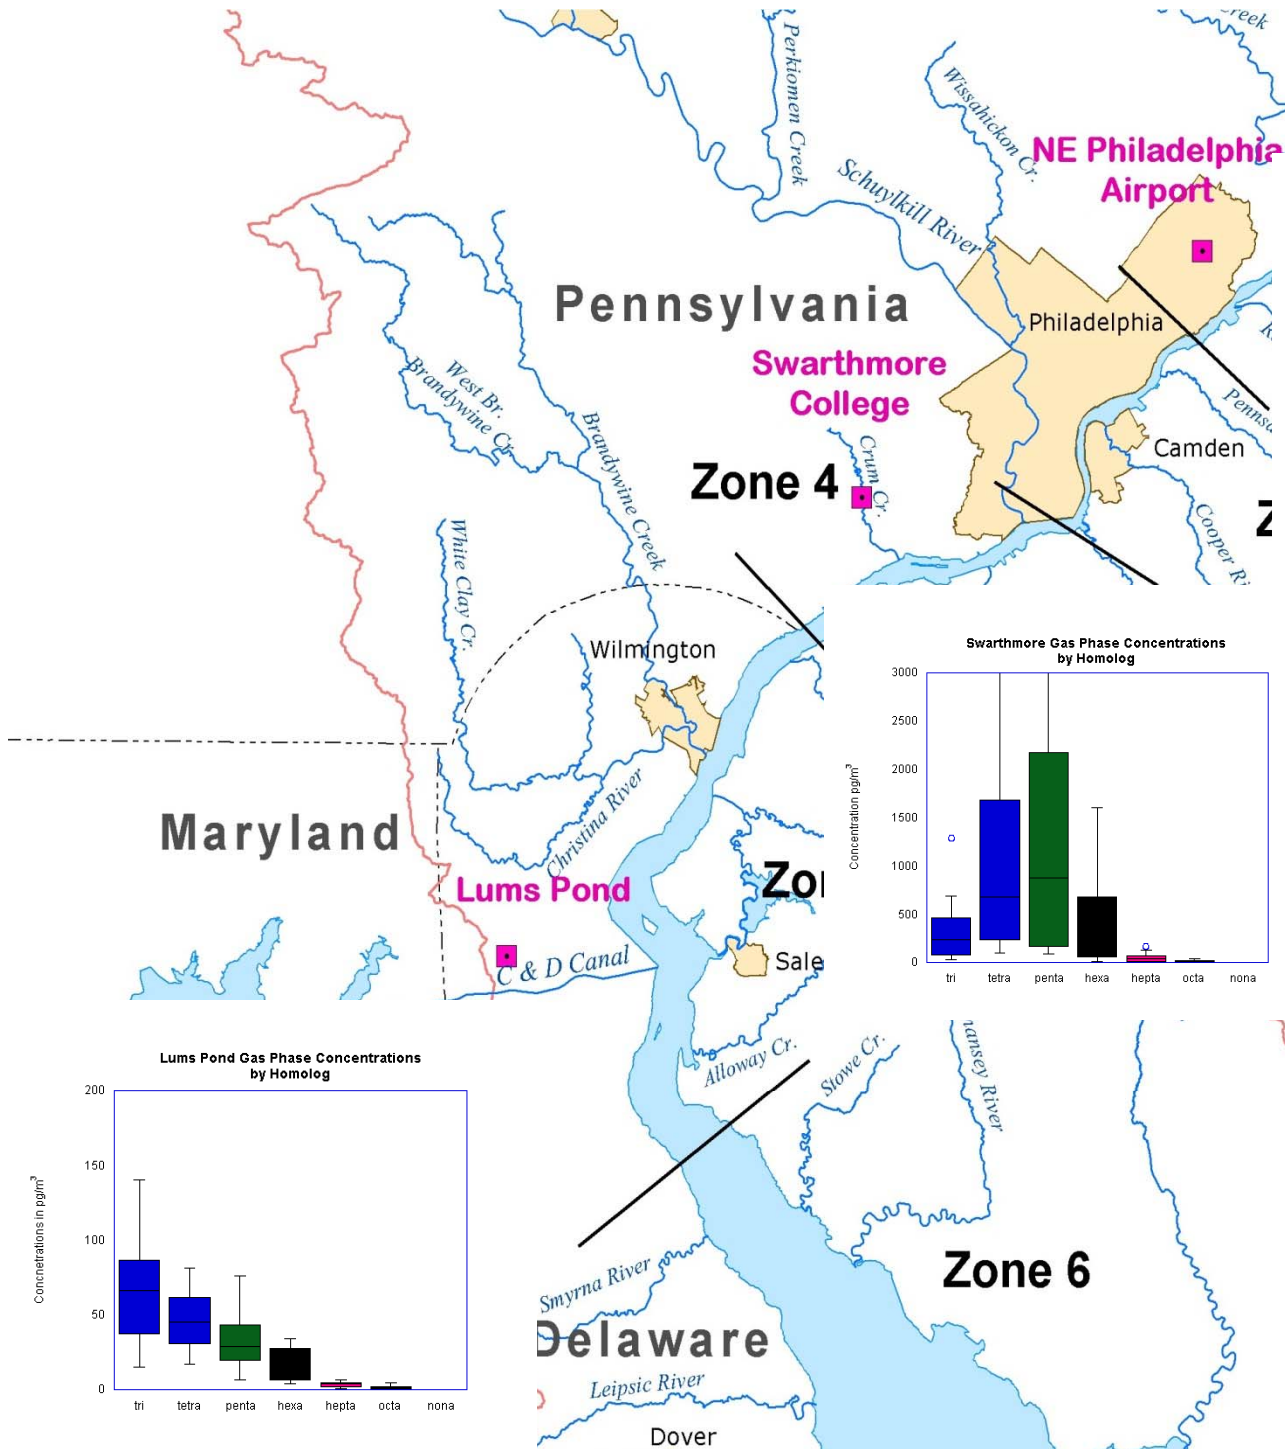 Creek
Perkiomen Creek
Wissahickon Cr.
NE Philadelphia
Airport
Schuylkill River
Pennsylvania
Philadelphia
Swarthmore
College
West Br.
Brandywine Cr.
Brandywine Creek
Crum Cr.
Camden
Zone 4
Cooper
White Clay Cr.
Wilmington
Maryland
Christina River
Lums Pond
C & D Canal
Swarthmore Gas Phase Concentrations
by Homolog
Concentration pg/m³
3000
2500
2000
1500
1000
500
0
tri tetra penta hexa hepta octa nona
Alloway Cr.
Stowe Cr.
River
Lums Pond Gas Phase Concentrations
by Homolog
Concnetrations in pg/m³
200
150
100
50
0
tri tetra penta hexa hepta octa nona
Zone 6
Smyrna River
Delaware
Leipsic River
Dover